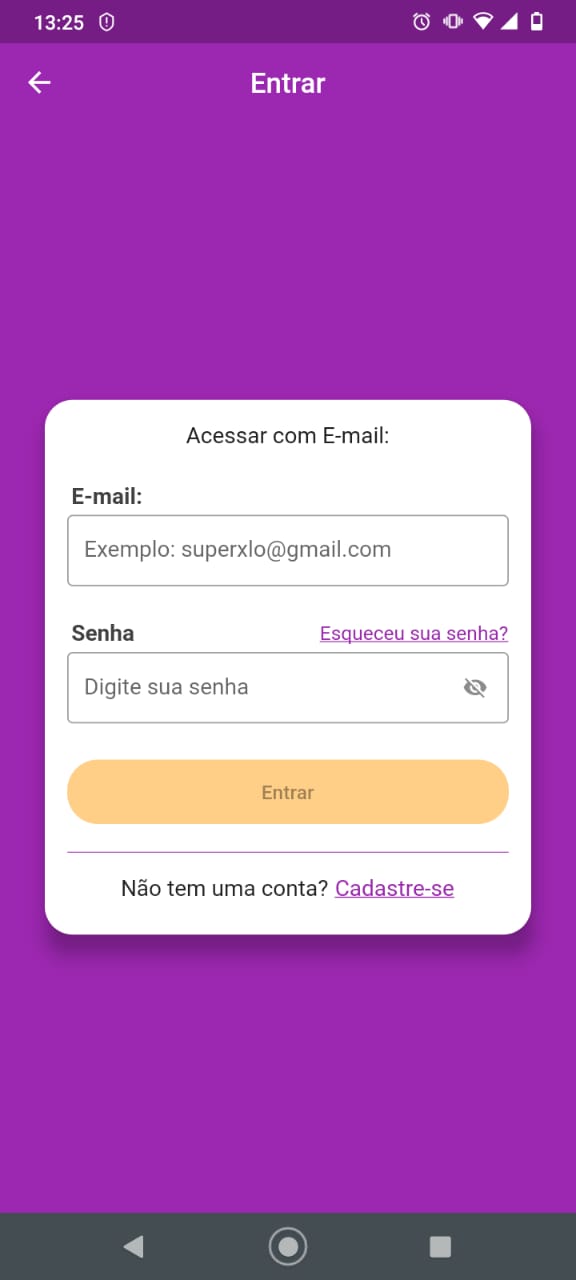 13:25
Entrar
Acessar com E-mail:
E-mail:
Exemplo: superxlo@gmail.com
Senha Esqueceu sua senha?
Digite sua senha
Entrar
Não tem uma conta? Cadastre-se